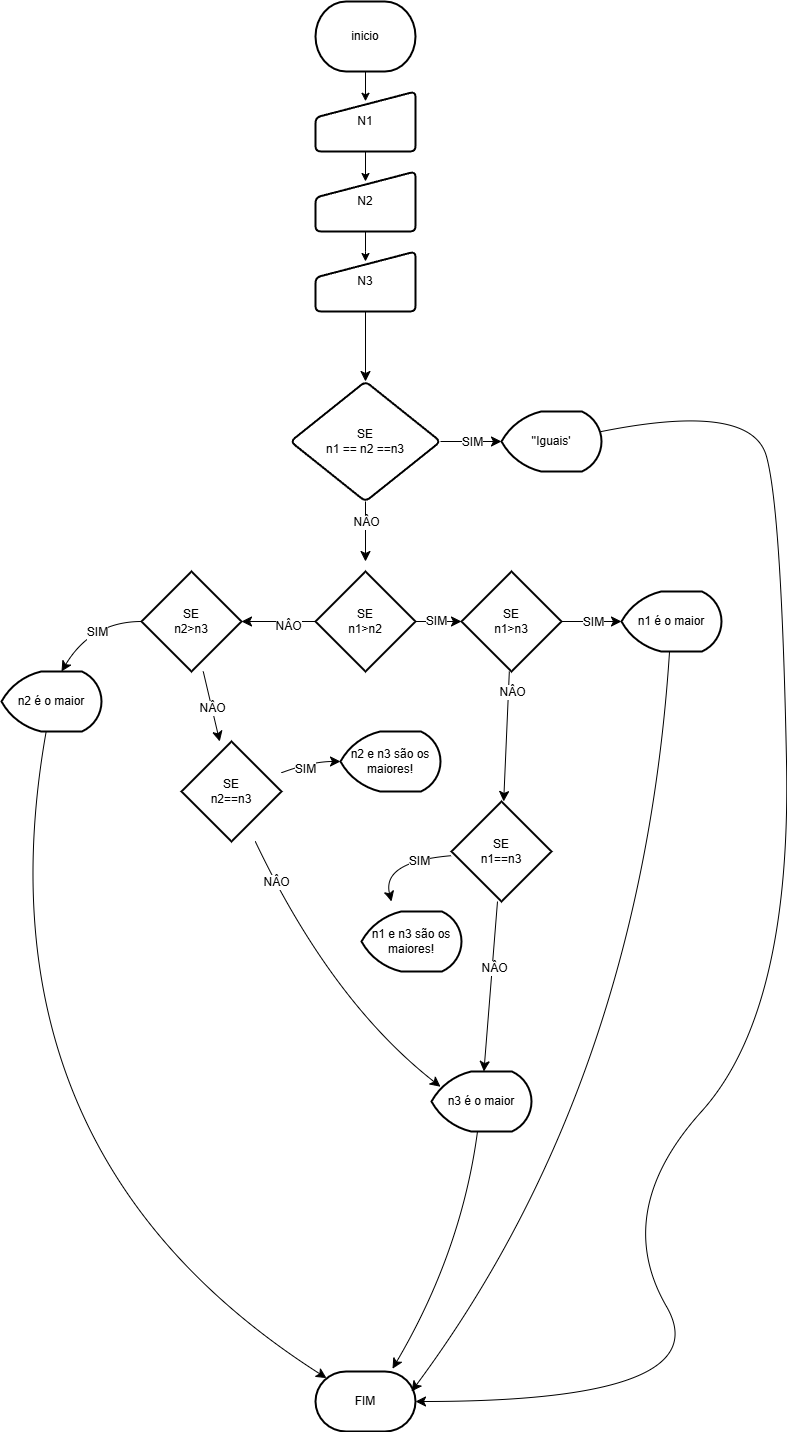 inicio
N1
N2
N3
SE
n1 == n2 ==n3
SIM
"Iguais'
NÂO
SE
n2>n3
NÂO
SE
n1>n2
SIM
SE
n1>n3
SIM
n1 é o maior
SIM
n2 é o maior
NÂO
NÂO
SE
n2==n3
SIM
n2 e n3 são os
maiores!
SE
n1==n3
SIM
NÂO
n1 e n3 são os
maiores!
NÂO
n3 é o maior
FIM